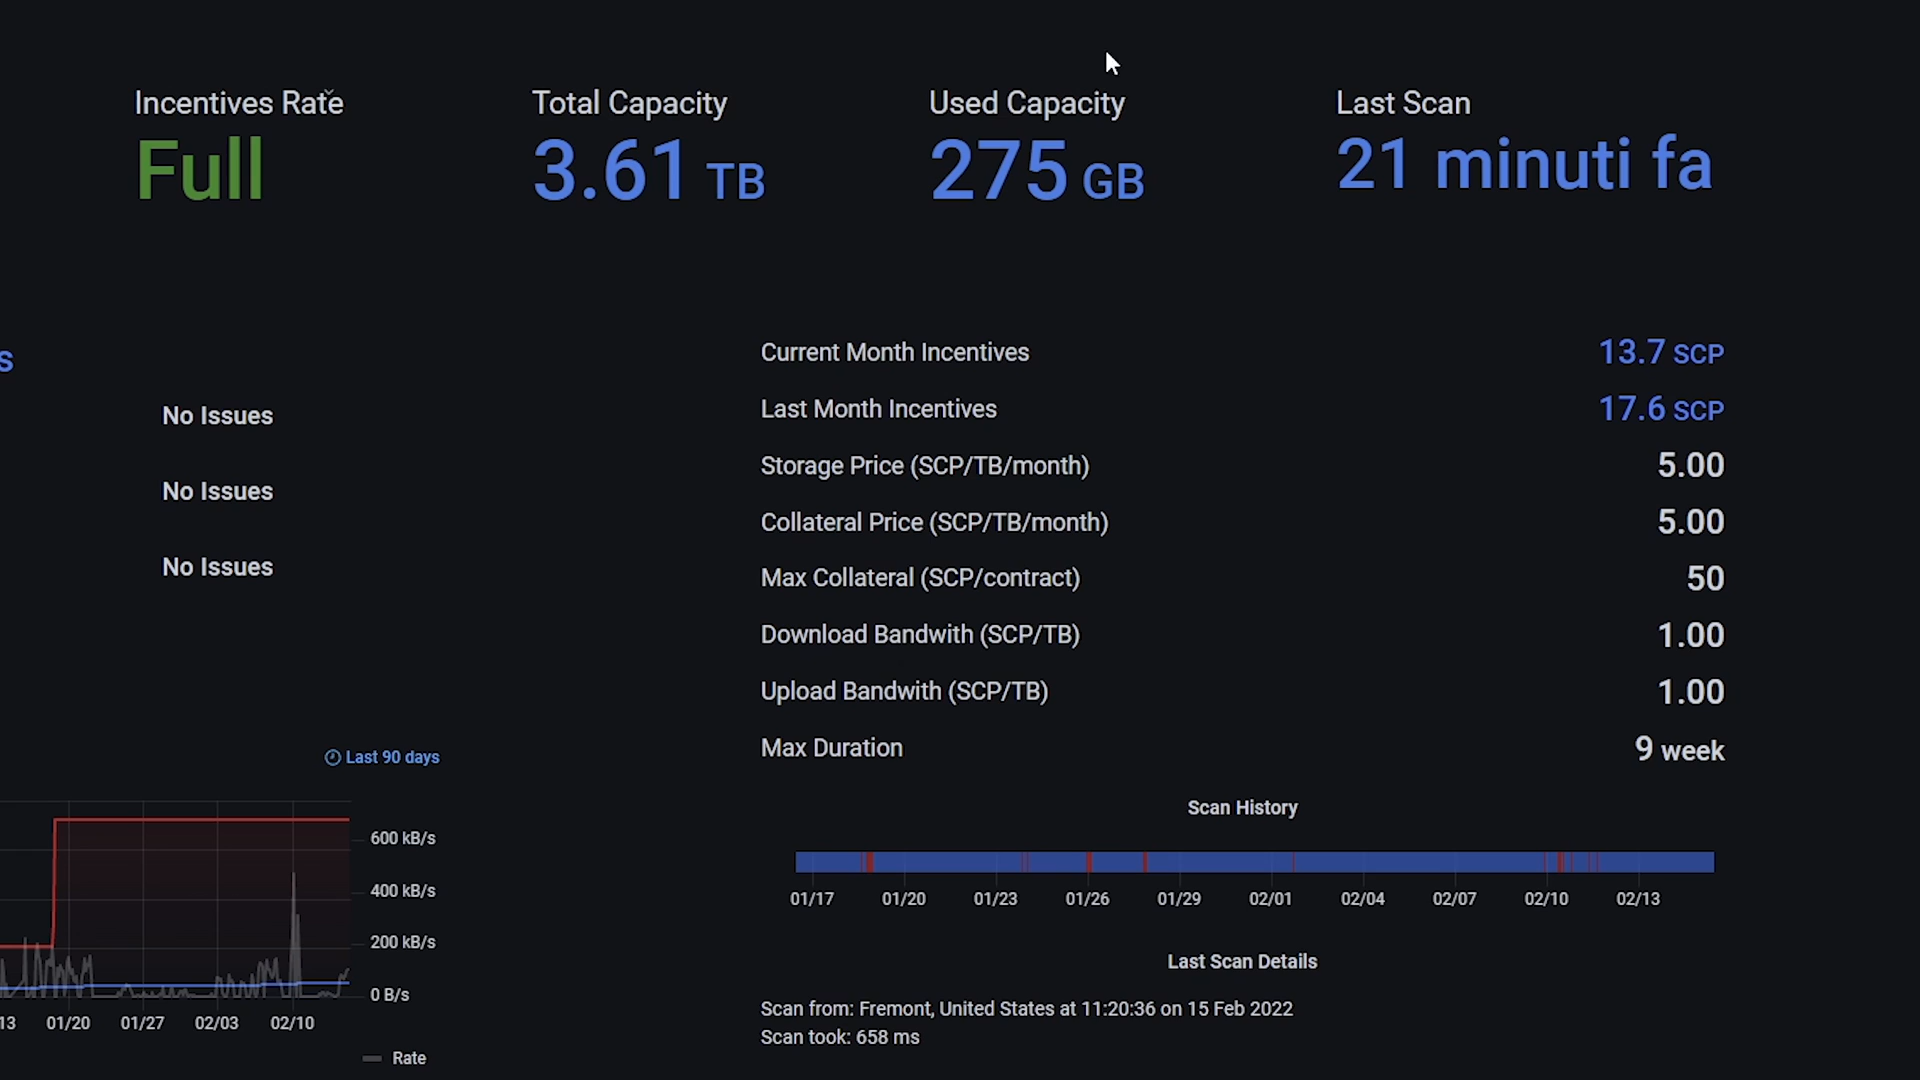 Incentives Rate
Full
Total Capacity
3.61 TB
Used Capacity
275 GB
Last Scan
21 minuti fa
s
No Issues
No Issues
No Issues
Current Month Incentives 13.7 SCP
Last Month Incentives 17.6 SCP
Storage Price (SCP/TB/month) 5.00
Collateral Price (SCP/TB/month) 5.00
Max Collateral (SCP/contract) 50
Download Bandwith (SCP/TB) 1.00
Upload Bandwith (SCP/TB) 1.00
Max Duration 9 week
Last 90 days
600 kB/s
400 kB/s
200 kB/s
0 B/s
13 01/20 01/27 02/03 02/10
Rate
Scan History
01/17 01/20 01/23 01/26 01/29 02/01 02/04 02/07 02/10 02/13
Last Scan Details
Scan from: Fremont, United States at 11:20:36 on 15 Feb 2022
Scan took: 658 ms